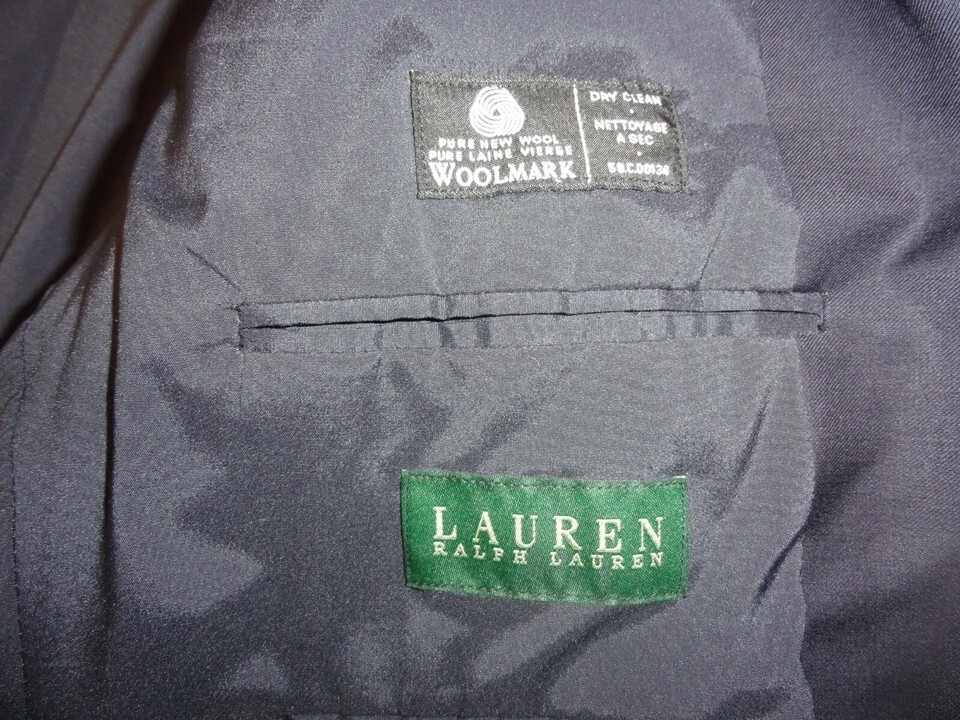 PURE NEW WOOL
PURE LAINE VIERGE
WOOLMARK
DRY CLEAN
•
NETTOYAGE
A SEC
•
LAUREN
RALPH LAUREN